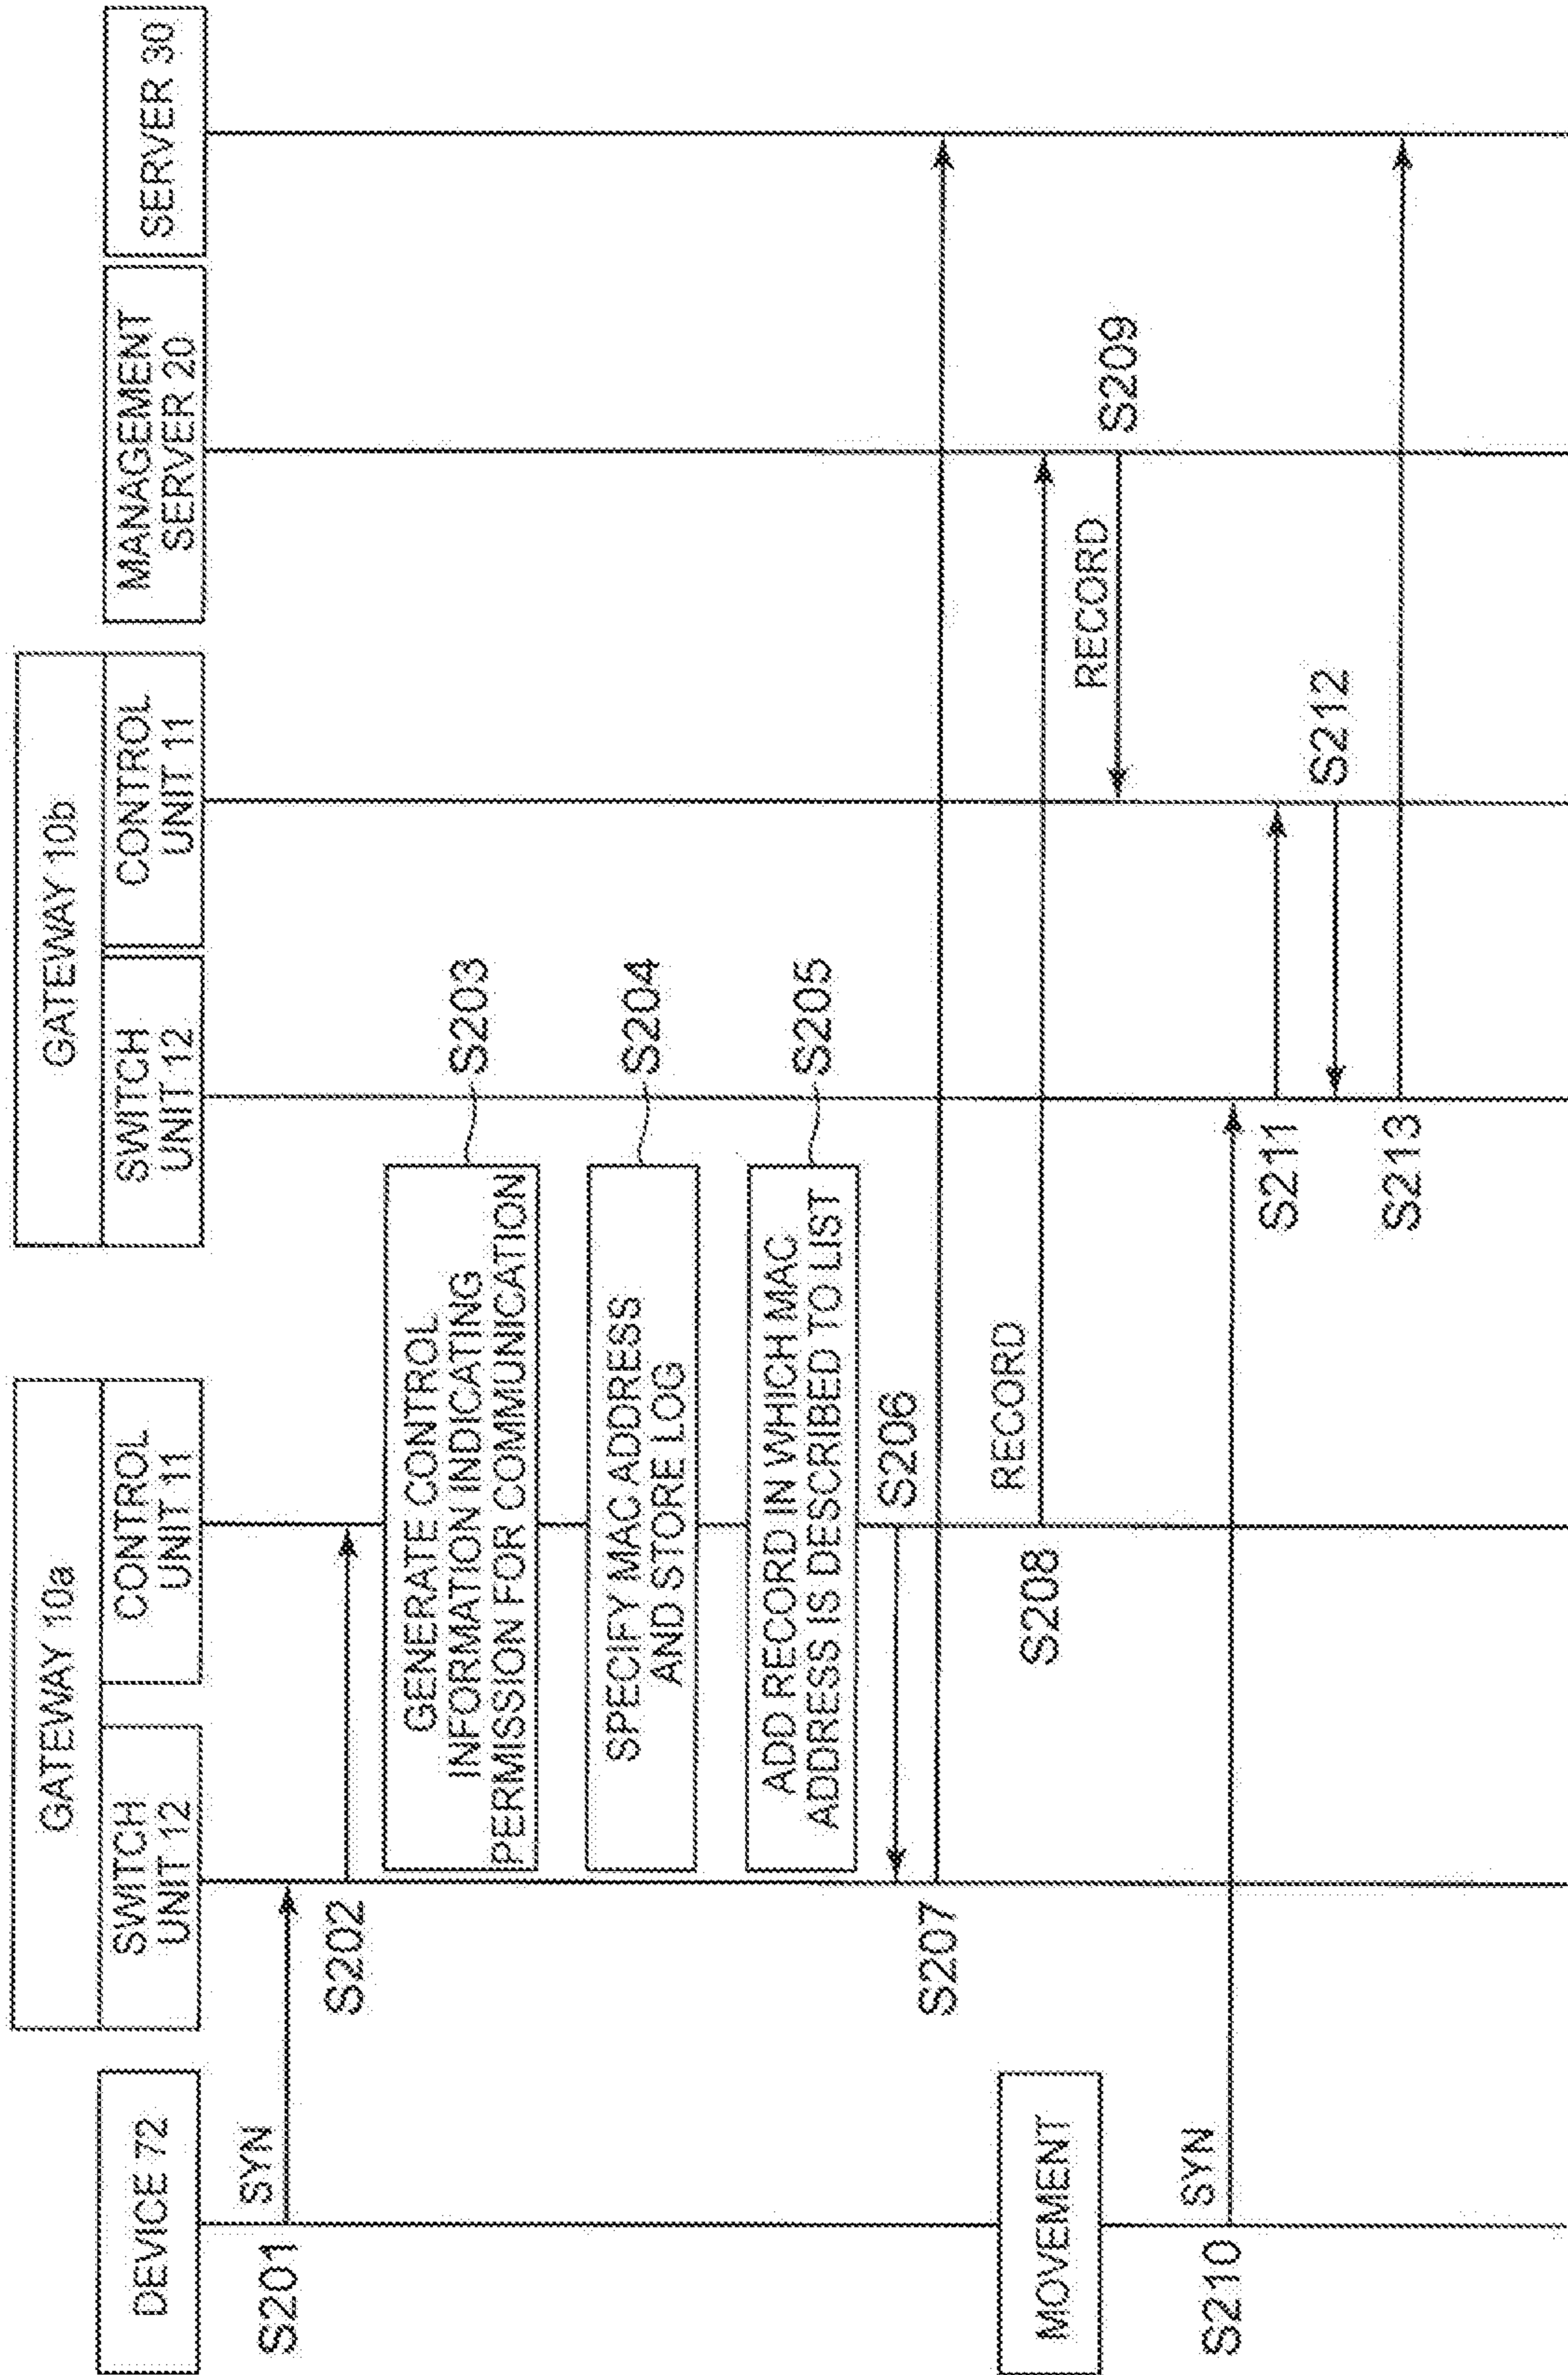 DEVICE 72
GATEWAY 10a
SWITCH
UNIT 12
CONTROL
UNIT 11
GATEWAY 10b
SWITCH
UNIT 12
CONTROL
UNIT 11
MANAGEMENT
SERVER 20
SERVER 30
S201
SYN
S202
GENERATE CONTROL
INFORMATION INDICATING
PERMISSION FOR COMMUNICATION
S203
SPECIFY MAC ADDRESS
AND STORE LOG
S204
ADD RECORD IN WHICH MAC
ADDRESS IS DESCRIBED TO LIST
S205
S206
S207
MOVEMENT
S208
RECORD
RECORD
S209
S210
SYN
S211
S212
S213